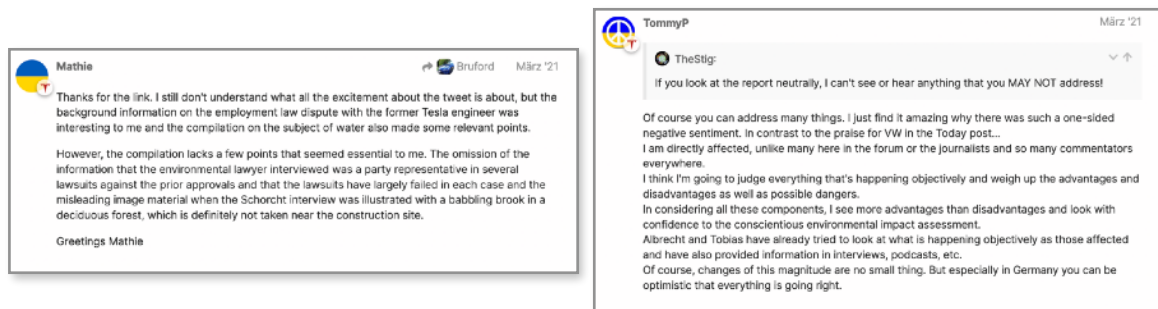 Mathie
Bruford März '21
Thanks for the link. I still don't understand what all the excitement about the tweet is about, but the
background information on the employment law dispute with the former Tesla engineer was
interesting to me and the compilation on the subject of water also made some relevant points.
However, the compilation lacks a few points that seemed essential to me. The omission of the
information that the environmental lawyer interviewed was a party representative in several
lawsuits against the prior approvals and that the lawsuits have largely failed in each case and the
misleading image material when the Schorcht interview was illustrated with a babbling brook in a
deciduous forest, which is definitely not taken near the construction site.
Greetings Mathie
TommyP
März '21
TheStig:
If you look at the report neutrally, I can't see or hear anything that you MAY NOT address!
Of course you can address many things. I just find it amazing why there was such a one-sided
negative sentiment. In contrast to the praise for VW in the Today post...
I am directly affected, unlike many here in the forum or the journalists and so many commentators
everywhere.
I think I'm going to judge everything that's happening objectively and weigh up the advantages and
disadvantages as well as possible dangers.
In considering all these components, I see more advantages than disadvantages and look with
confidence to the conscientious environmental impact assessment.
Albrecht and Tobias have already tried to look at what is happening objectively as those affected
and have also provided information in interviews, podcasts, etc.
Of course, changes of this magnitude are no small thing. But especially in Germany you can be
optimistic that everything is going right.